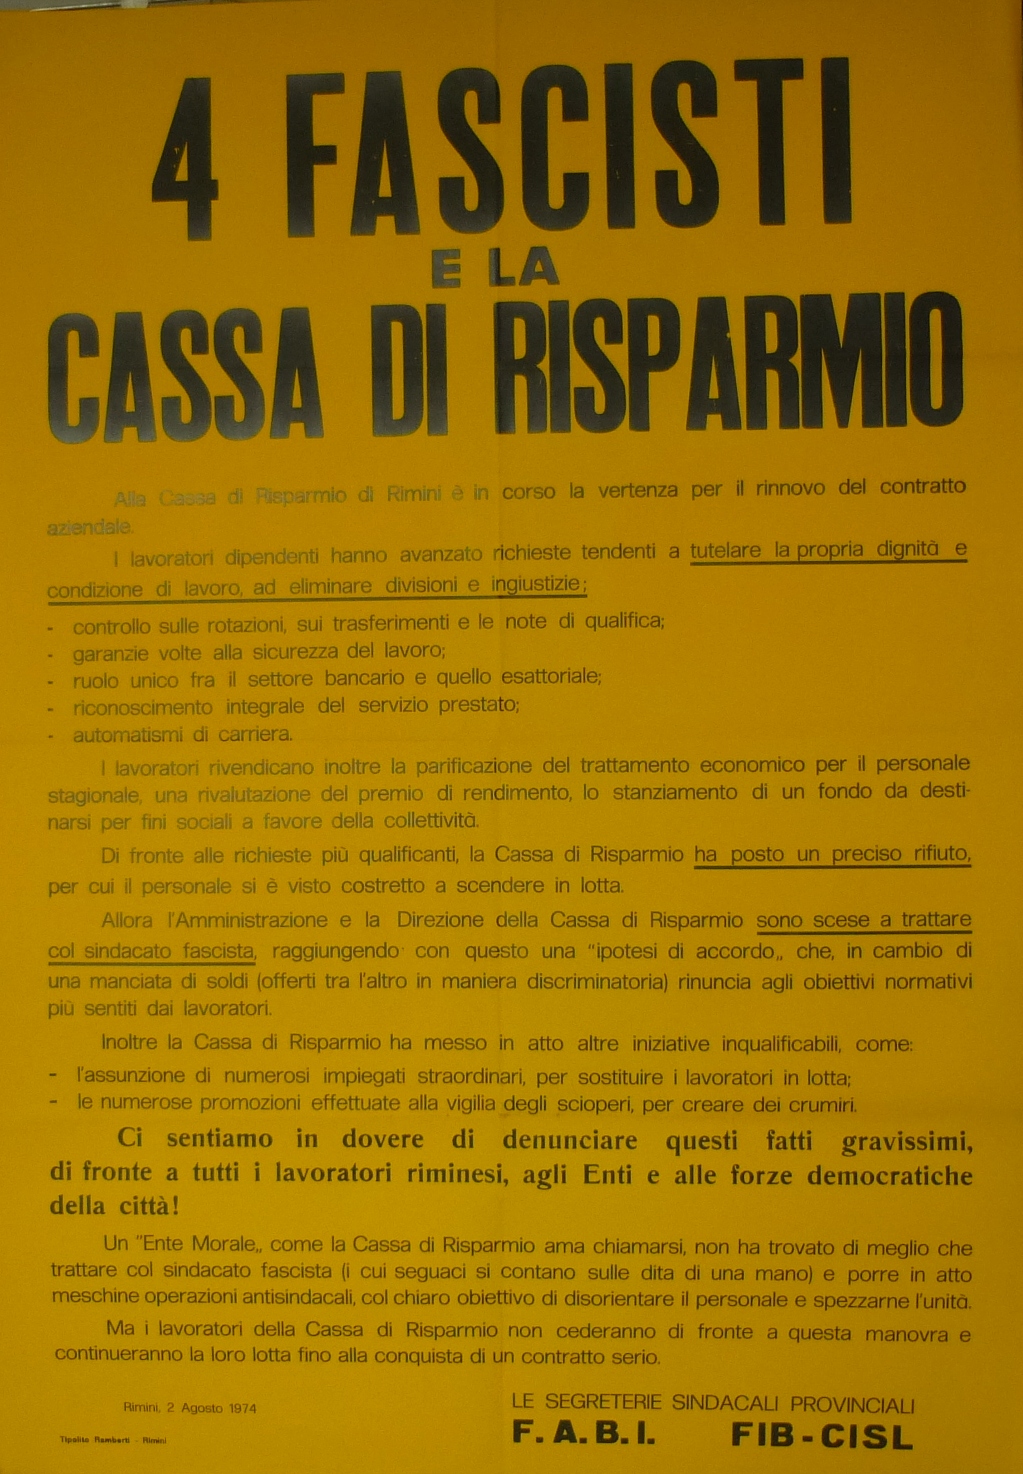 4 FASCISTI
E LA
CASSA DI RISPARMIO
Alla Cassa di Risparmio di Rimini è in corso la vertenza per il rinnovo del contratto
aziendale.
I lavoratori dipendenti hanno avanzato richieste tendenti a tutelare la propria dignità e
condizione di lavoro, ad eliminare divisioni e ingiustizie;
- controllo sulle rotazioni, sui trasferimenti e le note di qualifica;
- garanzie volte alla sicurezza del lavoro;
- ruolo unico fra il settore bancario e quello esattoriale;
- riconoscimento integrale del servizio prestato;
- automatismi di carriera.
I lavoratori rivendicano inoltre la parificazione del trattamento economico per il personale
stagionale, una rivalutazione del premio di rendimento, lo stanziamento di un fondo da desti-
narsi per fini sociali a favore della collettività.
Di fronte alle richieste più qualificanti, la Cassa di Risparmio ha posto un preciso rifiuto,
per cui il personale si è visto costretto a scendere in lotta.
Allora l'Amministrazione e la Direzione della Cassa di Risparmio sono scese a trattare
col sindacato fascista, raggiungendo con questo una "ipotesi di accordo„ che, in cambio di
una manciata di soldi (offerti tra l'altro in maniera discriminatoria) rinuncia agli obiettivi normativi
più sentiti dai lavoratori.
Inoltre la Cassa di Risparmio ha messo in atto altre iniziative inqualificabili, come:
- l'assunzione di numerosi impiegati straordinari, per sostituire i lavoratori in lotta;
- le numerose promozioni effettuate alla vigilia degli scioperi, per creare dei crumiri.
Ci sentiamo in dovere di denunciare questi fatti gravissimi,
di fronte a tutti i lavoratori riminesi, agli Enti e alle forze democratiche
della città!
Un "Ente Morale„ come la Cassa di Risparmio ama chiamarsi, non ha trovato di meglio che
trattare col sindacato fascista (i cui seguaci si contano sulle dita di una mano) e porre in atto
meschine operazioni antisindacali, col chiaro obiettivo di disorientare il personale e spezzarne l'unità.
Ma i lavoratori della Cassa di Risparmio non cederanno di fronte a questa manovra e
continueranno la loro lotta fino alla conquista di un contratto serio.
Rimini, 2 Agosto 1974
LE SEGRETERIE SINDACALI PROVINCIALI
F. A. B. I. FIB - CISL
Tipolito Ramberti - Rimini